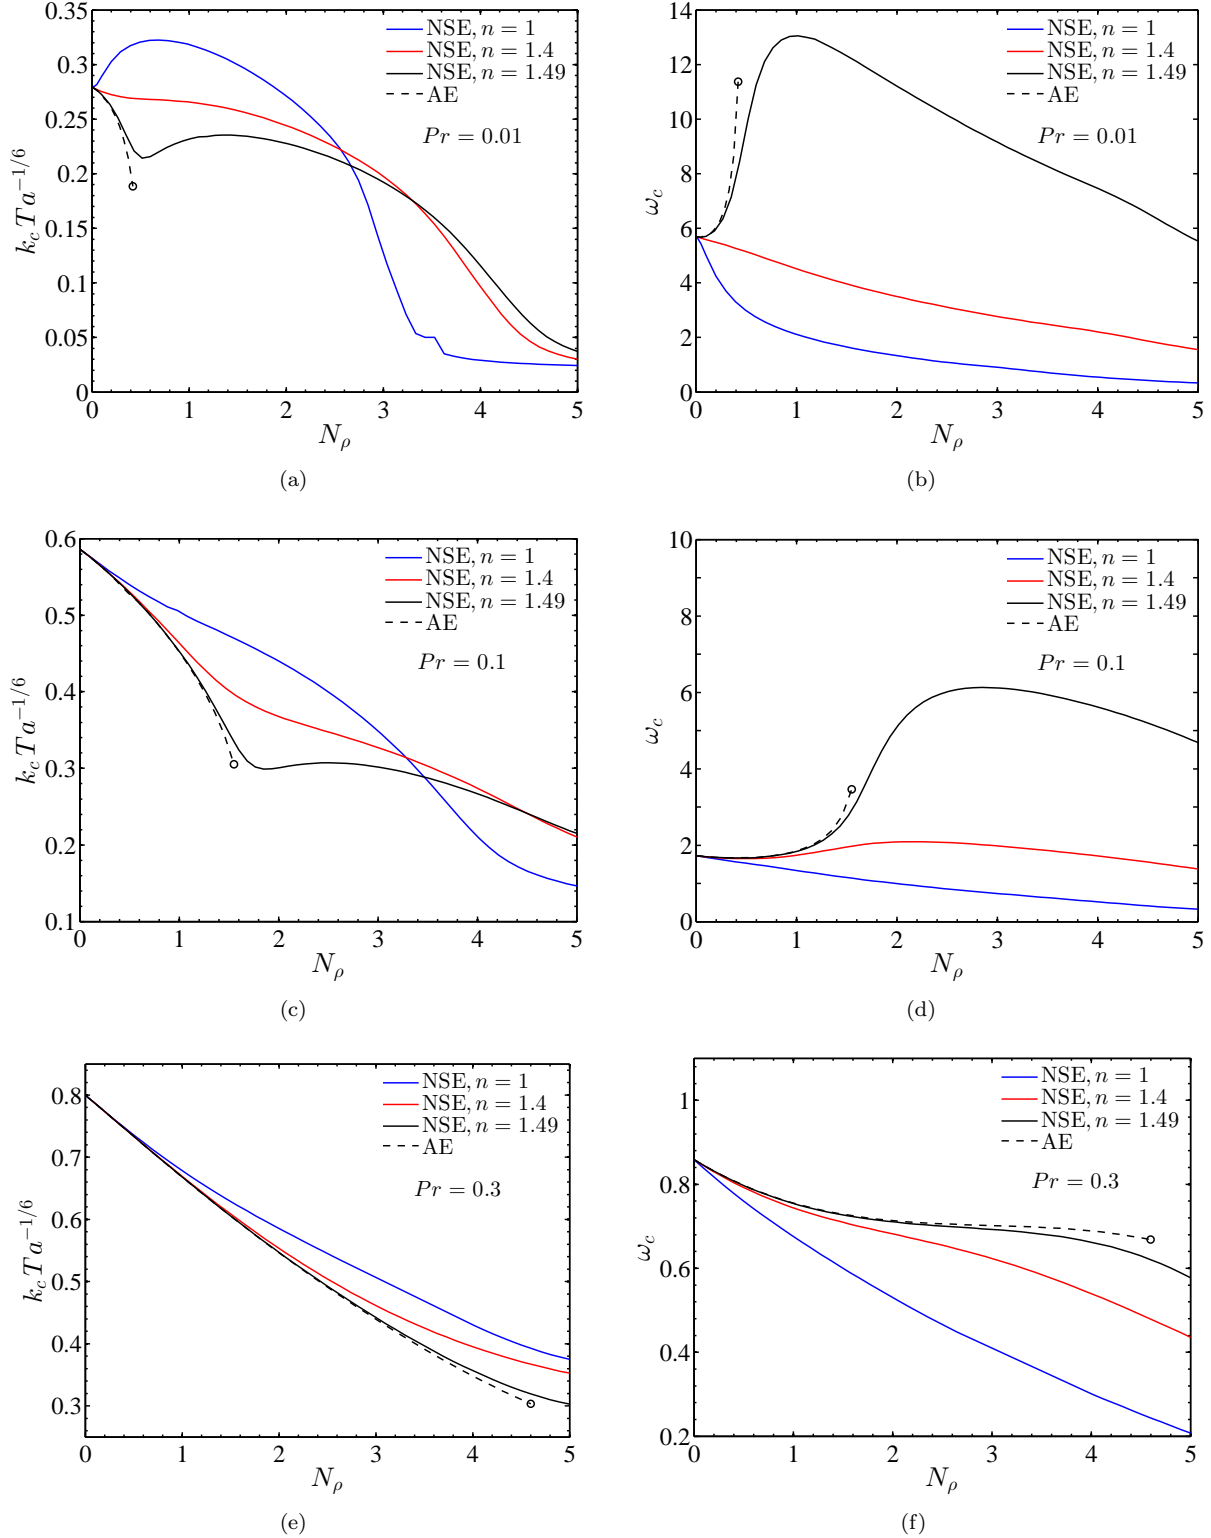 0.35
0.3
0.25
0.2
0.15
0.1
0.05
0
0 1 2 3 4 5
k_c Ta^{-1/6}
N_ρ
NSE, n = 1
NSE, n = 1.4
NSE, n = 1.49
AE
Pr = 0.01
(a)
14
12
10
8
6
4
2
0
0 1 2 3 4 5
ω_c
N_ρ
NSE, n = 1
NSE, n = 1.4
NSE, n = 1.49
AE
Pr = 0.01
(b)
0.6
0.5
0.4
0.3
0.2
0.1
0 1 2 3 4 5
k_c Ta^{-1/6}
N_ρ
NSE, n = 1
NSE, n = 1.4
NSE, n = 1.49
AE
Pr = 0.1
(c)
10
8
6
4
2
0
0 1 2 3 4 5
ω_c
N_ρ
NSE, n = 1
NSE, n = 1.4
NSE, n = 1.49
AE
Pr = 0.1
(d)
0.8
0.7
0.6
0.5
0.4
0.3
0 1 2 3 4 5
k_c Ta^{-1/6}
N_ρ
NSE, n = 1
NSE, n = 1.4
NSE, n = 1.49
AE
Pr = 0.3
(e)
1
0.8
0.6
0.4
0.2
0 1 2 3 4 5
ω_c
N_ρ
NSE, n = 1
NSE, n = 1.4
NSE, n = 1.49
AE
Pr = 0.3
(f)